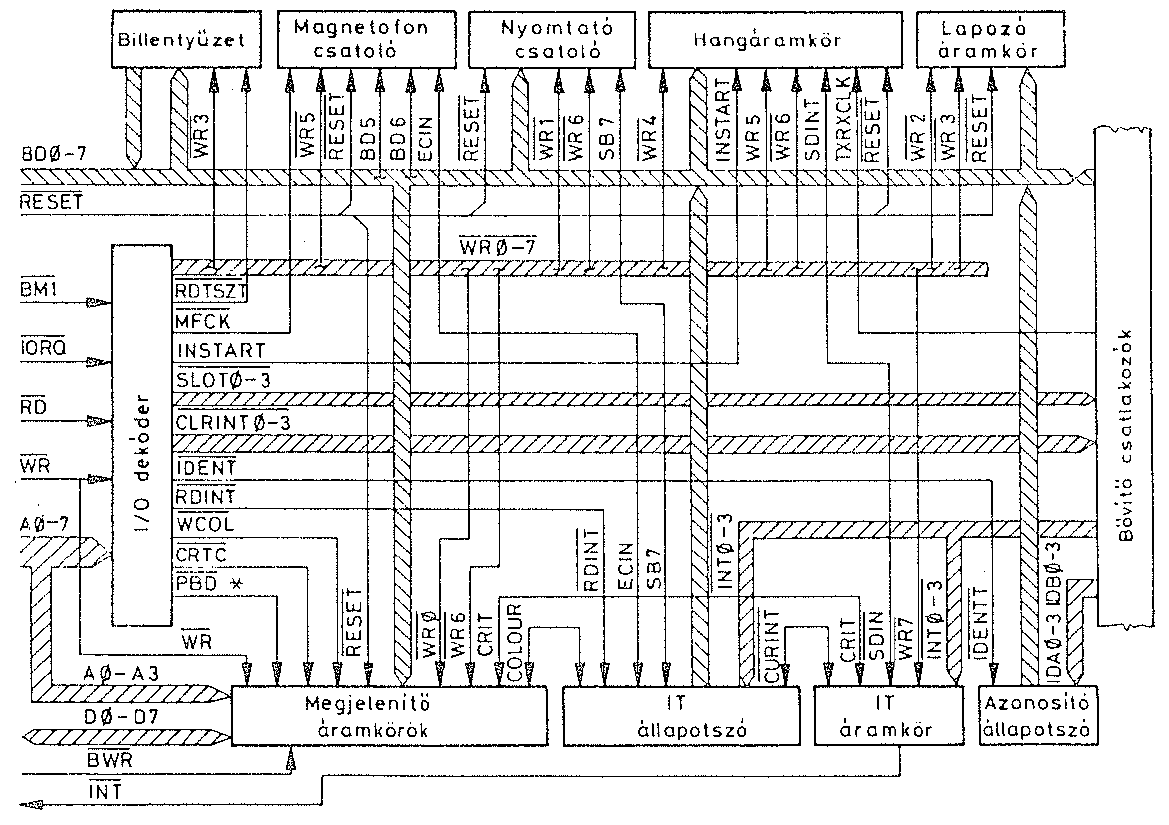 Billentyüzet
Magnetofon
csatoló
Nyomtató
csatoló
Hangáramkör
Lapozó
áramkör
WR3
WR5
RESET
BD5
BD6
ECIN
RESET
WR1
WR6
SB7
WR4
INSTART
WR5
WR6
SDINT
TXRXCLK
RESET
WR2
WR3
RESET
BDØ-7
RESET
WRØ-7
BM1
IORQ
RD
WR
AØ-7
I/O dekóder
RDTSZT
MFCK
INSTART
SLOTØ-3
CLRINTØ-3
IDENT
RDINT
WCOL
CRTC
PBD *
WR
AØ-A3
DØ-D7
BWR
INT
RESET
WRØ
WR6
CRIT
COLOUR
RDINT
ECIN
SB7
INTØ-3
CURINT
CRIT
SDIN
WR7
INTØ-3
IDENTT
IDAØ-3 IDBØ-3
Bővítő csatlakozók
Megjelenítő
áramkörök
IT
állapotszó
IT
áramkör
Azonosító
állapotszó